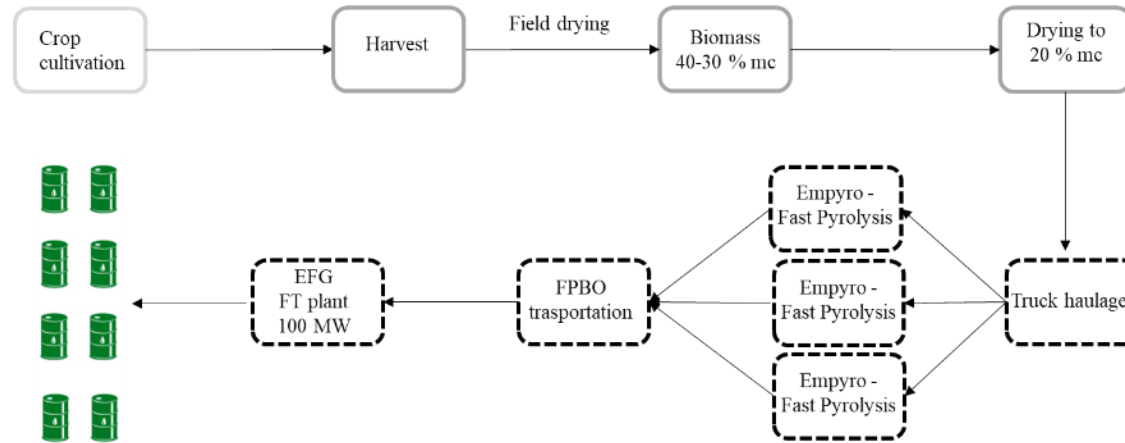 Crop
cultivation
Harvest
Field drying
Biomass
40-30 % mc
Drying to
20 % mc
Empyro -
Fast Pyrolysis
EFG
FT plant
100 MW
FPBO
trasportation
Empyro -
Fast Pyrolysis
Truck haulage
Empyro -
Fast Pyrolysis